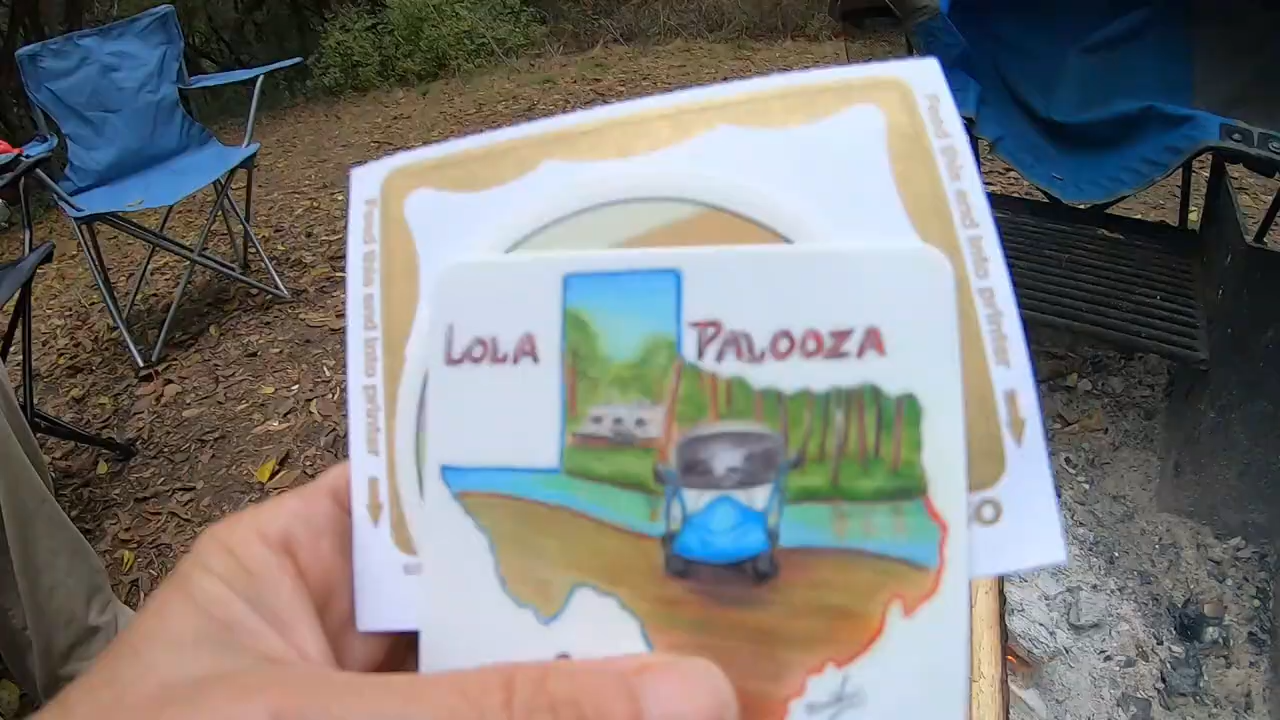 LOLA PALOOZA
Feed this end into printer
Feed this end into printer